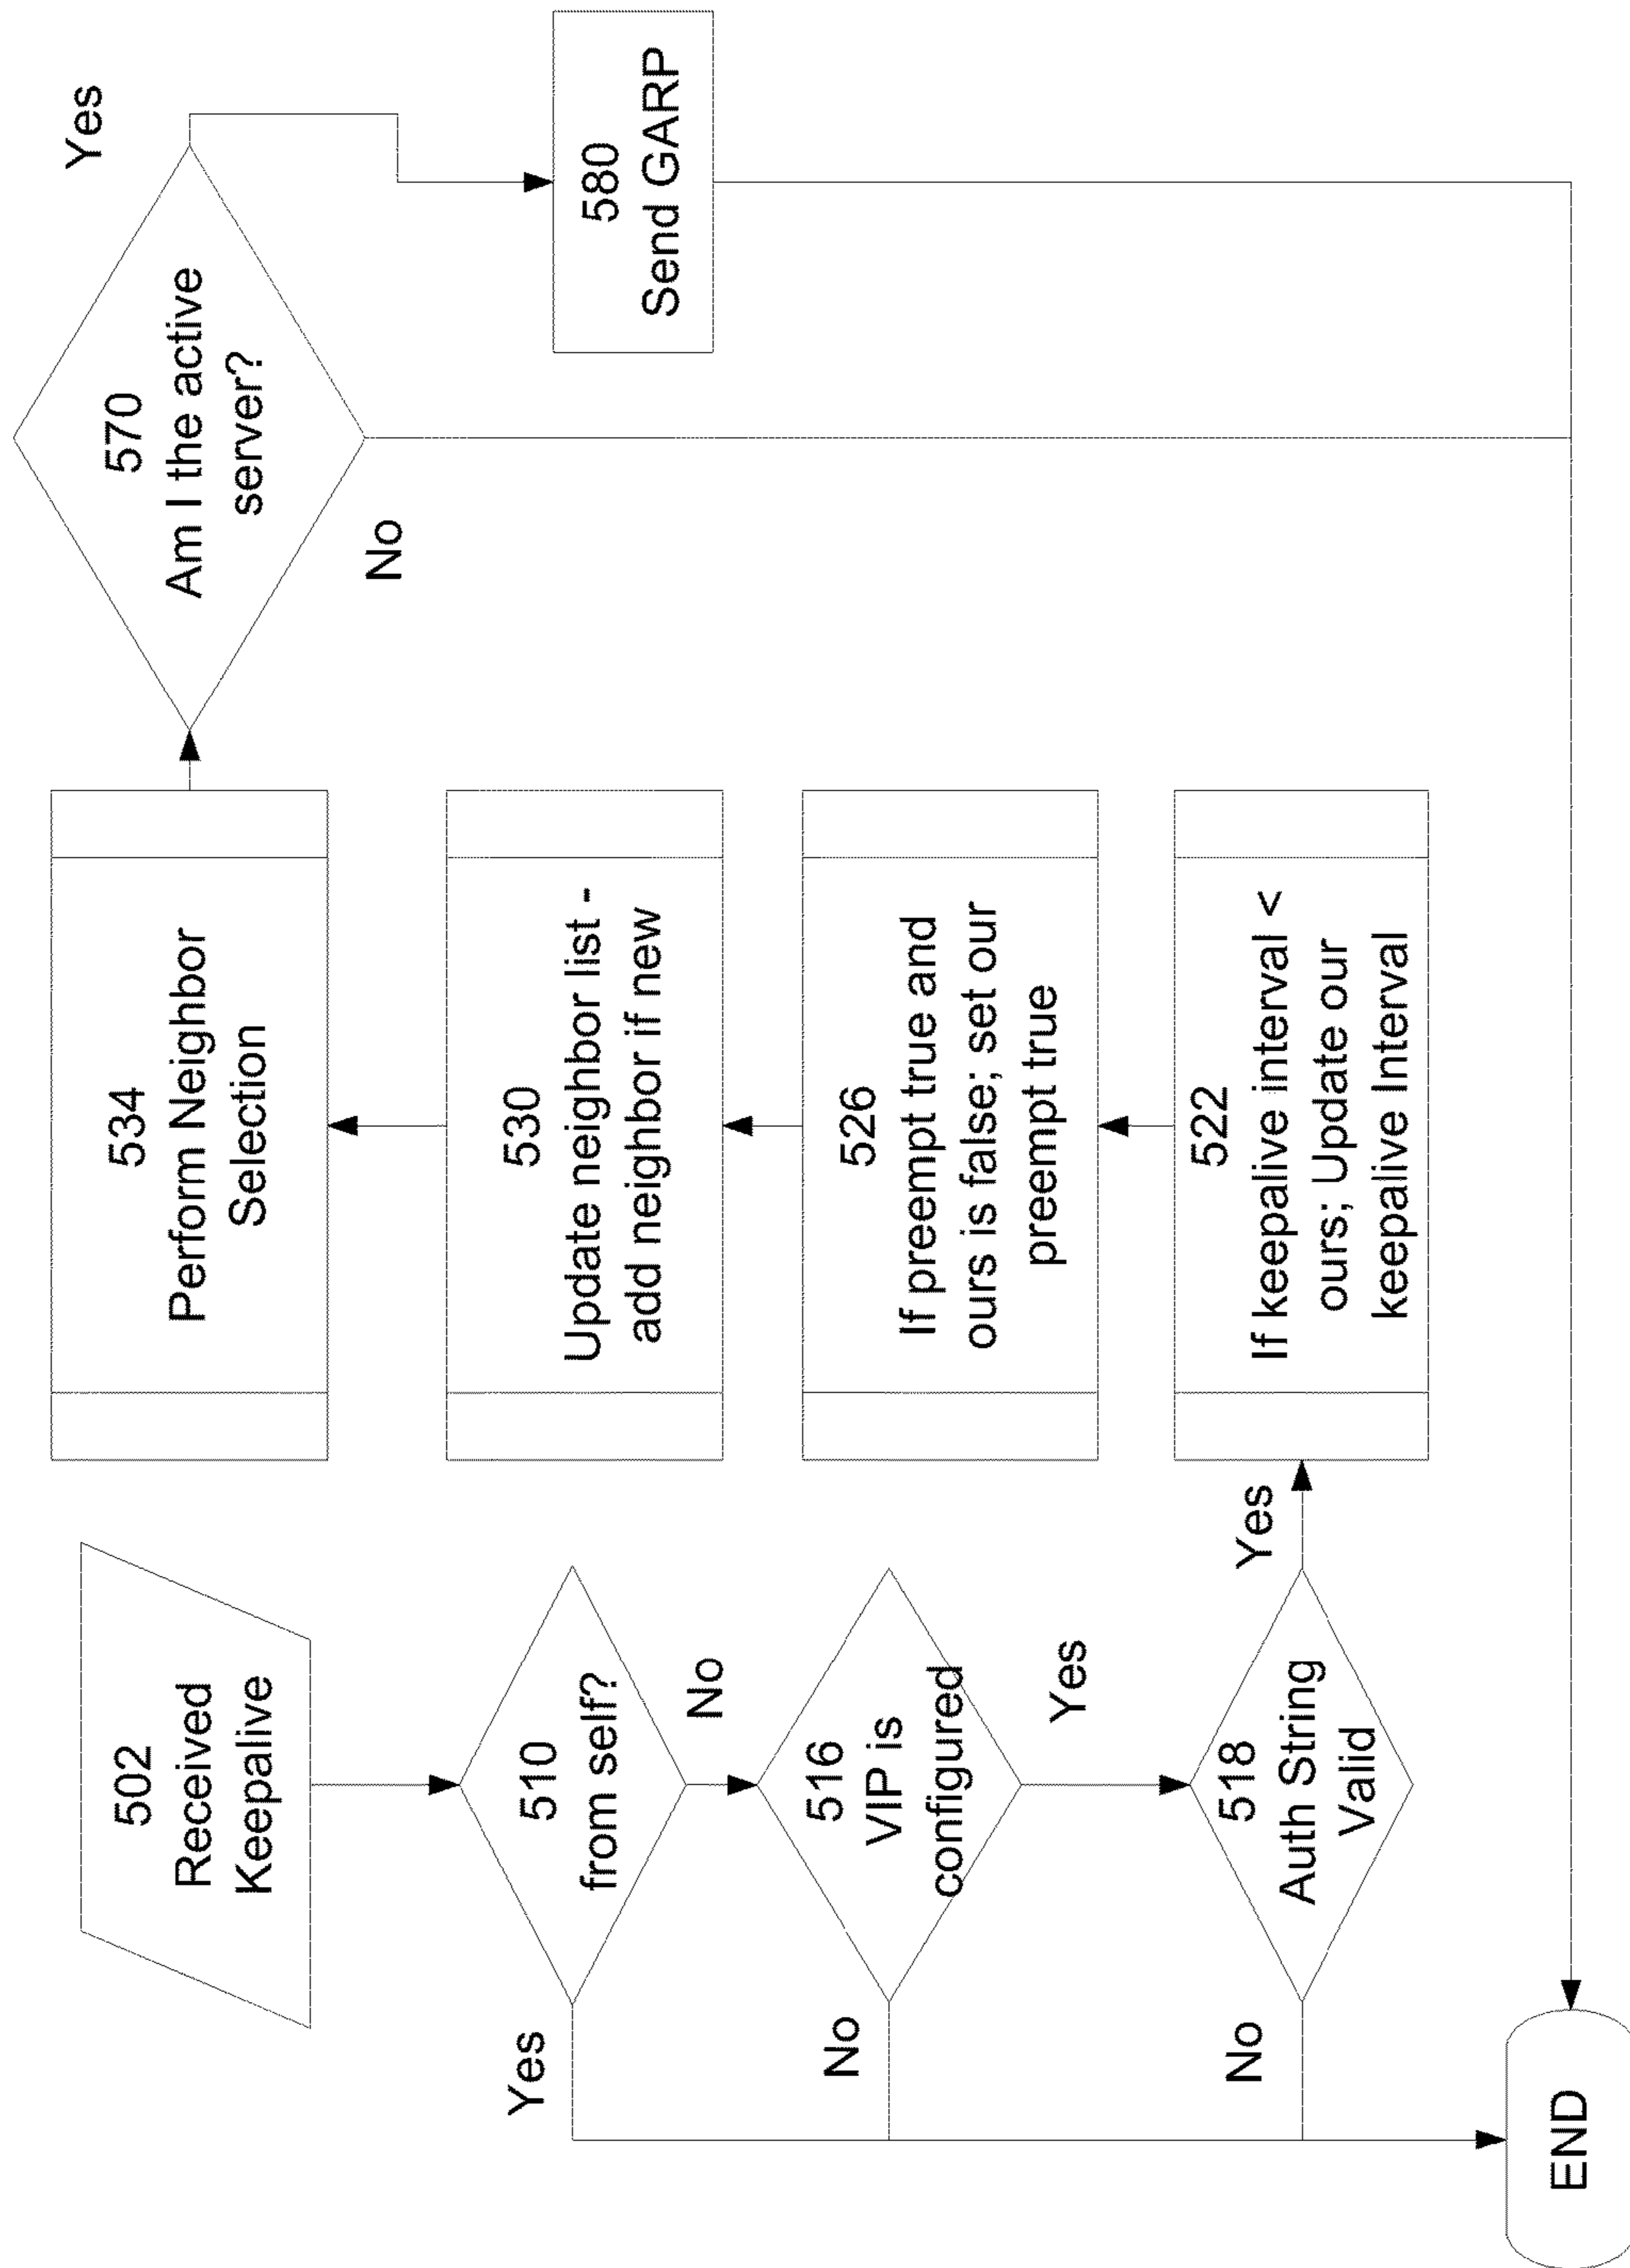 502
Received
Keepalive
510
from self?
Yes
No
516
VIP is
configured
No
Yes
518
Auth String
Valid
No
Yes
522
If keepalive interval <
ours; Update our
keepalive Interval
526
If preempt true and
ours is false; set our
preempt true
530
Update neighbor list -
add neighbor if new
534
Perform Neighbor
Selection
570
Am I the active
server?
Yes
No
580
Send GARP
END